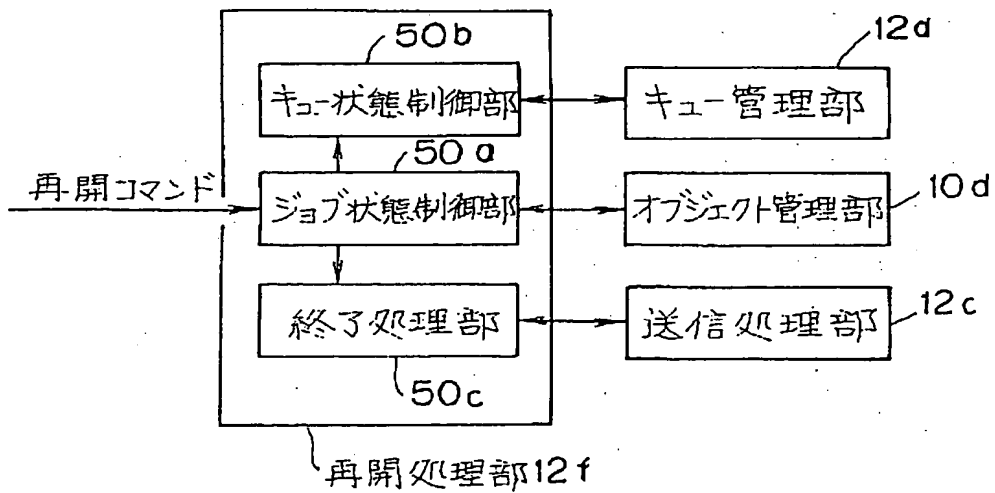 50b
12a
キュー状態制御部
キュー管理部
50a
再開コマンド
ジョブ状態制御部
オブジェクト管理部
10d
終了処理部
送信処理部
12c
50c
再開処理部12f